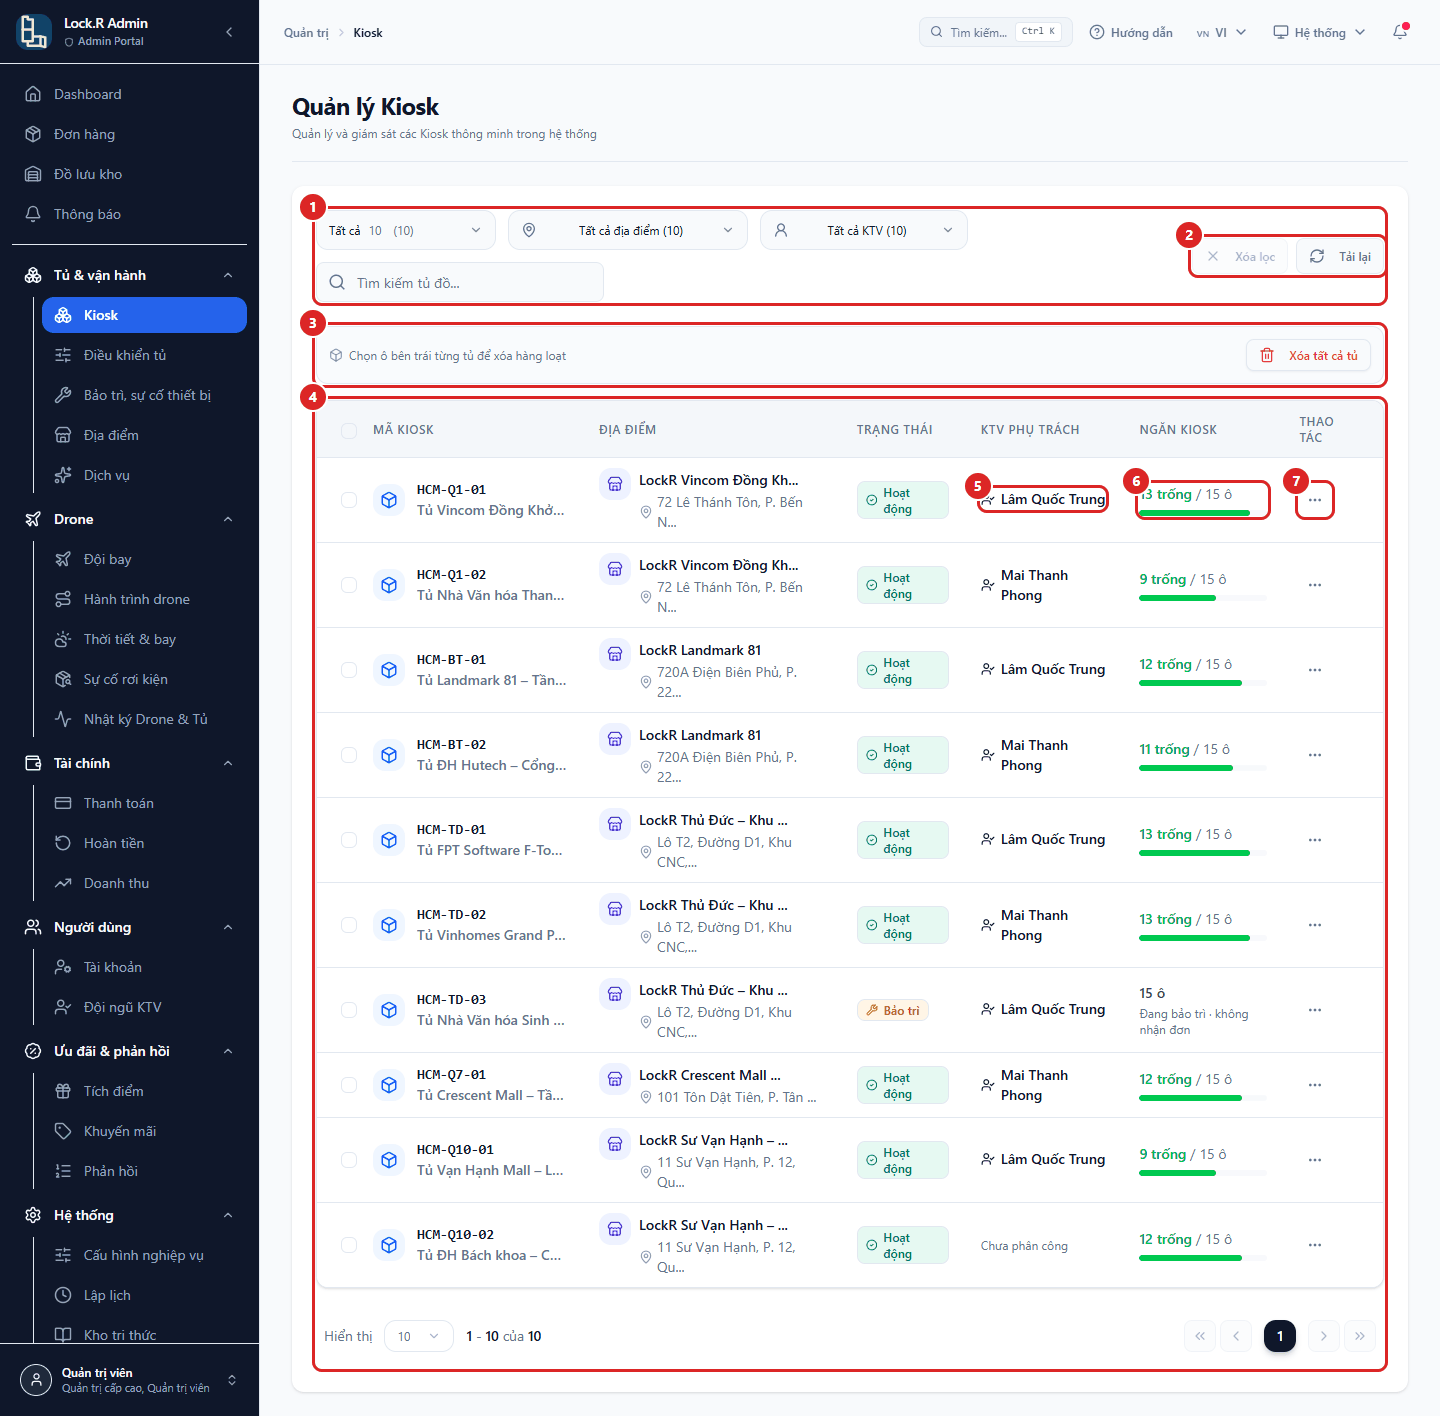 Lock.R Admin
Admin Portal
Dashboard
Đơn hàng
Đồ lưu kho
Thông báo
Tủ & vận hành
Kiosk
Điều khiển tủ
Bảo trì, sự cố thiết bị
Địa điểm
Dịch vụ
Drone
Đội bay
Hành trình drone
Thời tiết & bay
Sự cố rơi kiện
Nhật ký Drone & Tủ
Tài chính
Thanh toán
Hoàn tiền
Doanh thu
Người dùng
Tài khoản
Đội ngũ KTV
Ưu đãi & phản hồi
Tích điểm
Khuyến mãi
Phản hồi
Hệ thống
Cấu hình nghiệp vụ
Lập lịch
Kho tri thức
Quản trị viên
Quản trị cấp cao, Quản trị viên
Quản trị > Kiosk
Tìm kiếm... Ctrl K
Hướng dẫn
VN VI
Hệ thống
Quản lý Kiosk
Quản lý và giám sát các Kiosk thông minh trong hệ thống
1
Tất cả 10 (10)
Tất cả địa điểm (10)
Tất cả KTV (10)
2
Xóa lọc
Tải lại
Tìm kiếm tủ đồ...
3
Chọn ô bên trái từng tủ để xóa hàng loạt
Xóa tất cả tủ
4
MÃ KIOSK ĐỊA ĐIỂM TRẠNG THÁI KTV PHỤ TRÁCH NGĂN KIOSK THAO TÁC
HCM-Q1-01
Tủ Vincom Đồng Khở...
LockR Vincom Đồng Kh...
72 Lê Thánh Tôn, P. Bến N...
Hoạt động
5
Lâm Quốc Trung
6
13 trống / 15 ô
7
...
HCM-Q1-02
Tủ Nhà Văn hóa Than...
LockR Vincom Đồng Kh...
72 Lê Thánh Tôn, P. Bến N...
Hoạt động
Mai Thanh Phong
9 trống / 15 ô
...
HCM-BT-01
Tủ Landmark 81 – Tần...
LockR Landmark 81
720A Điện Biên Phủ, P. 22...
Hoạt động
Lâm Quốc Trung
12 trống / 15 ô
...
HCM-BT-02
Tủ ĐH Hutech – Cổng...
LockR Landmark 81
720A Điện Biên Phủ, P. 22...
Hoạt động
Mai Thanh Phong
11 trống / 15 ô
...
HCM-TD-01
Tủ FPT Software F-To...
LockR Thủ Đức – Khu ...
Lô T2, Đường D1, Khu CNC,...
Hoạt động
Lâm Quốc Trung
13 trống / 15 ô
...
HCM-TD-02
Tủ Vinhomes Grand P...
LockR Thủ Đức – Khu ...
Lô T2, Đường D1, Khu CNC,...
Hoạt động
Mai Thanh Phong
13 trống / 15 ô
...
HCM-TD-03
Tủ Nhà Văn hóa Sinh ...
LockR Thủ Đức – Khu ...
Lô T2, Đường D1, Khu CNC,...
Bảo trì
Lâm Quốc Trung
15 ô
Đang bảo trì · không nhận đơn
...
HCM-Q7-01
Tủ Crescent Mall – Tầ...
LockR Crescent Mall ...
101 Tôn Dật Tiên, P. Tân ...
Hoạt động
Mai Thanh Phong
12 trống / 15 ô
...
HCM-Q10-01
Tủ Vạn Hạnh Mall – L...
LockR Sư Vạn Hạnh – ...
11 Sư Vạn Hạnh, P. 12, Qu...
Hoạt động
Lâm Quốc Trung
9 trống / 15 ô
...
HCM-Q10-02
Tủ ĐH Bách khoa – C...
LockR Sư Vạn Hạnh – ...
11 Sư Vạn Hạnh, P. 12, Qu...
Hoạt động
Chưa phân công
12 trống / 15 ô
...
Hiển thị 10 1 - 10 của 10
« ‹ 1 › »